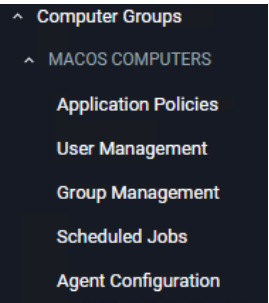 Computer Groups
MACOS COMPUTERS
Application Policies
User Management
Group Management
Scheduled Jobs
Agent Configuration